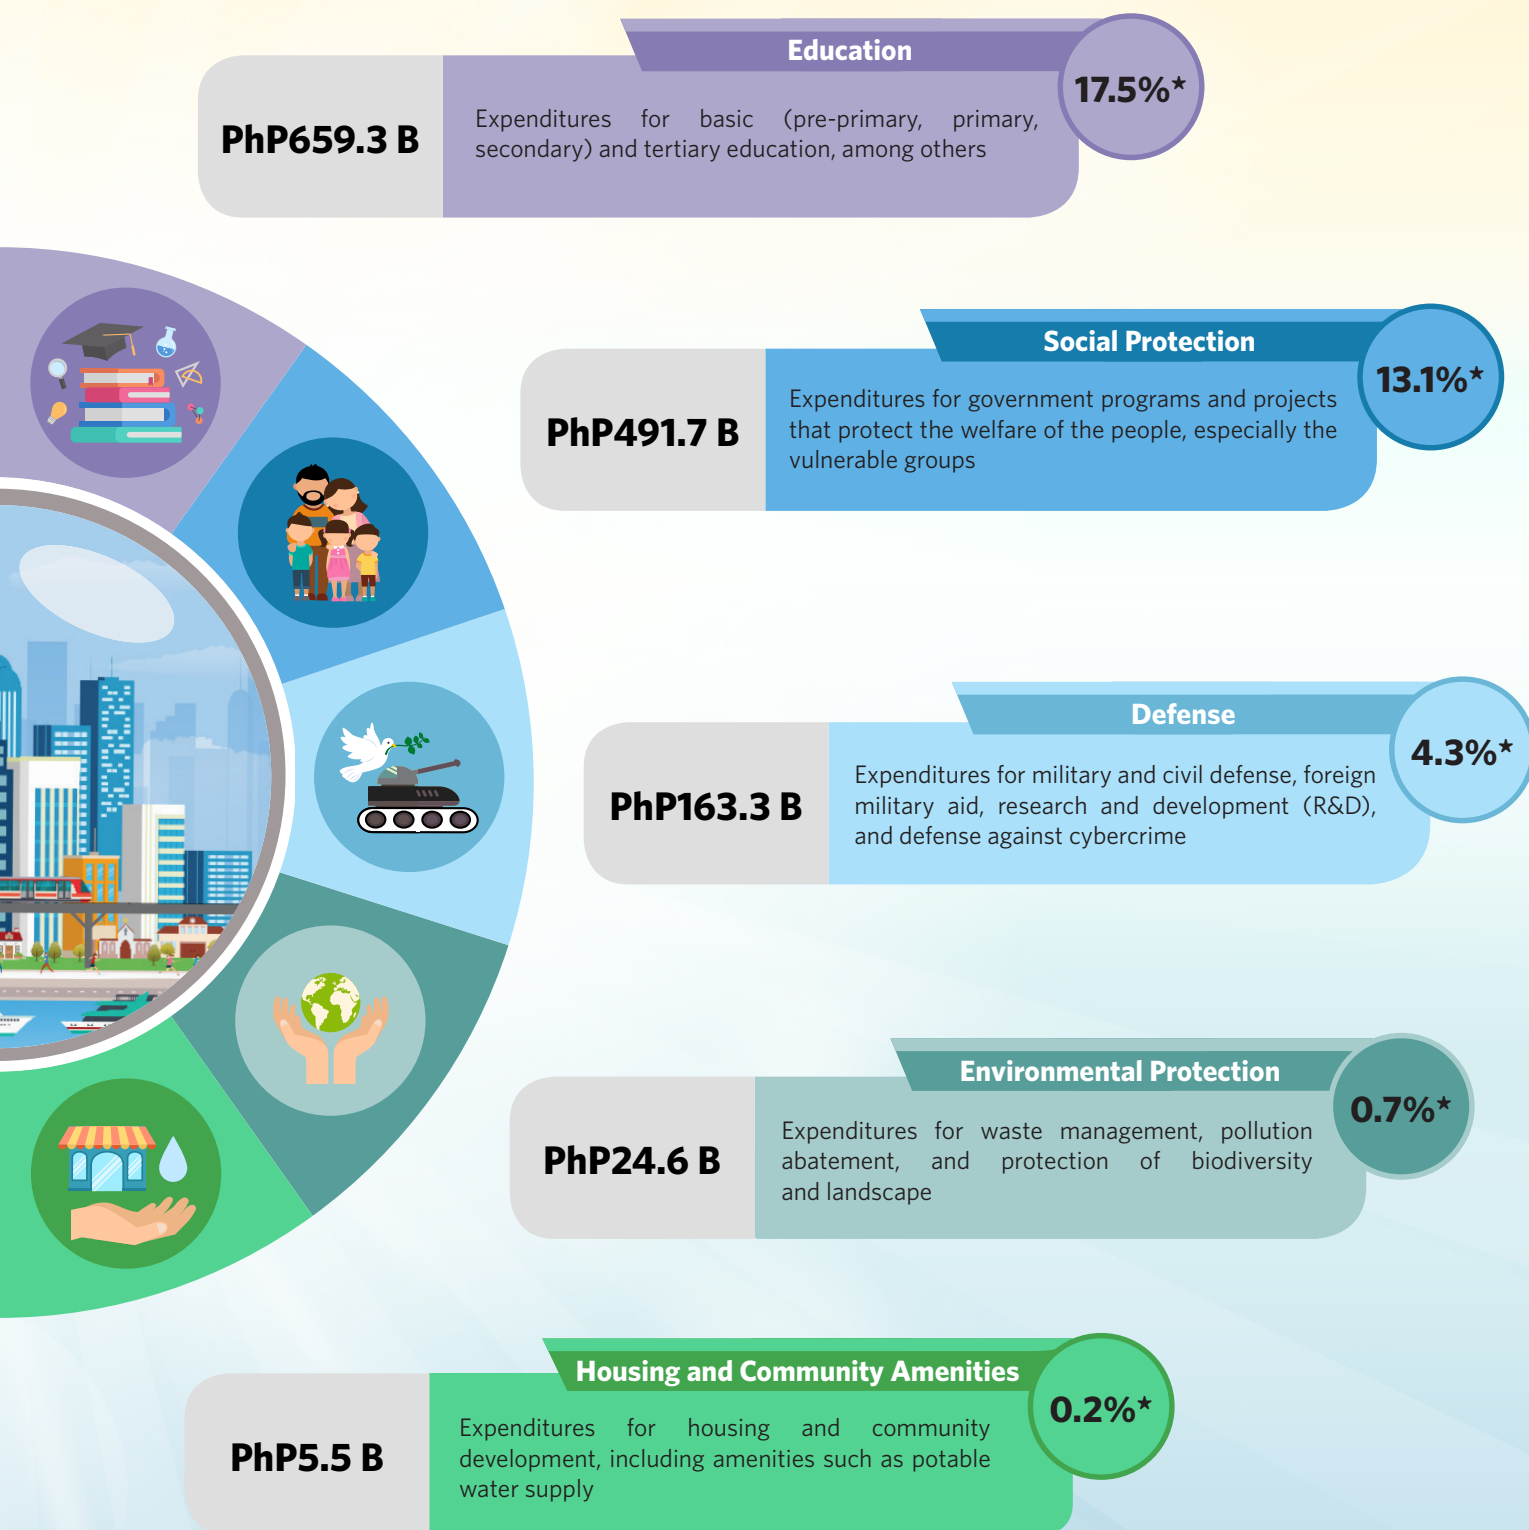 Education
17.5%★
PhP659.3 B
Expenditures for basic (pre-primary, primary,
secondary) and tertiary education, among others
Social Protection
13.1%★
PhP491.7 B
Expenditures for government programs and projects
that protect the welfare of the people, especially the
vulnerable groups
Defense
4.3%★
PhP163.3 B
Expenditures for military and civil defense, foreign
military aid, research and development (R&D),
and defense against cybercrime
Environmental Protection
0.7%★
PhP24.6 B
Expenditures for waste management, pollution
abatement, and protection of biodiversity
and landscape
Housing and Community Amenities
0.2%★
PhP5.5 B
Expenditures for housing and community
development, including amenities such as potable
water supply